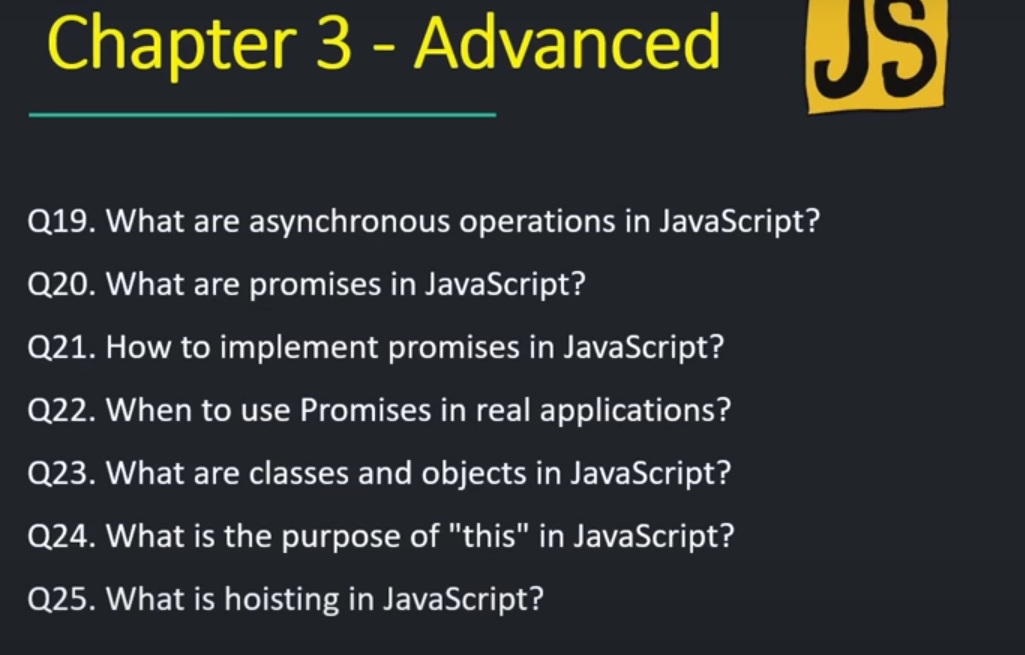 Chapter 3 - Advanced
JS
Q19. What are asynchronous operations in JavaScript?
Q20. What are promises in JavaScript?
Q21. How to implement promises in JavaScript?
Q22. When to use Promises in real applications?
Q23. What are classes and objects in JavaScript?
Q24. What is the purpose of "this" in JavaScript?
Q25. What is hoisting in JavaScript?